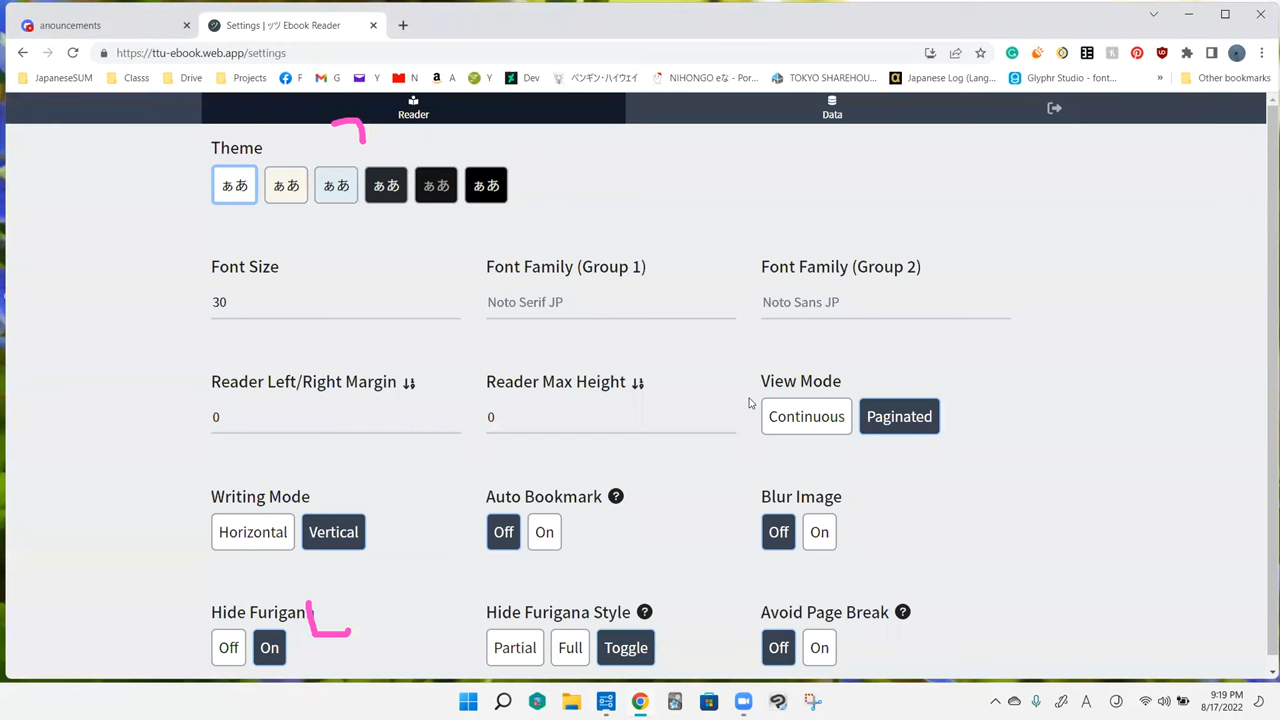 anouncements
Settings | ッツ Ebook Reader
https://ttu-ebook.web.app/settings
JapaneseSUM Classs Drive Projects F G Y N A Y Dev ペンギン・ハイウェイ NIHONGO eな - Por... TOKYO SHAREHOU... Japanese Log (Lang... Glyphr Studio - font... » Other bookmarks
Reader Data
Theme
ぁあ ぁあ ぁあ ぁあ ぁあ ぁあ
Font Size Font Family (Group 1) Font Family (Group 2)
30 Noto Serif JP Noto Sans JP
Reader Left/Right Margin Reader Max Height View Mode
0 0 Continuous Paginated
Writing Mode Auto Bookmark ? Blur Image
Horizontal Vertical Off On Off On
Hide Furigana Hide Furigana Style ? Avoid Page Break ?
Off On Partial Full Toggle Off On
9:19 PM
8/17/2022